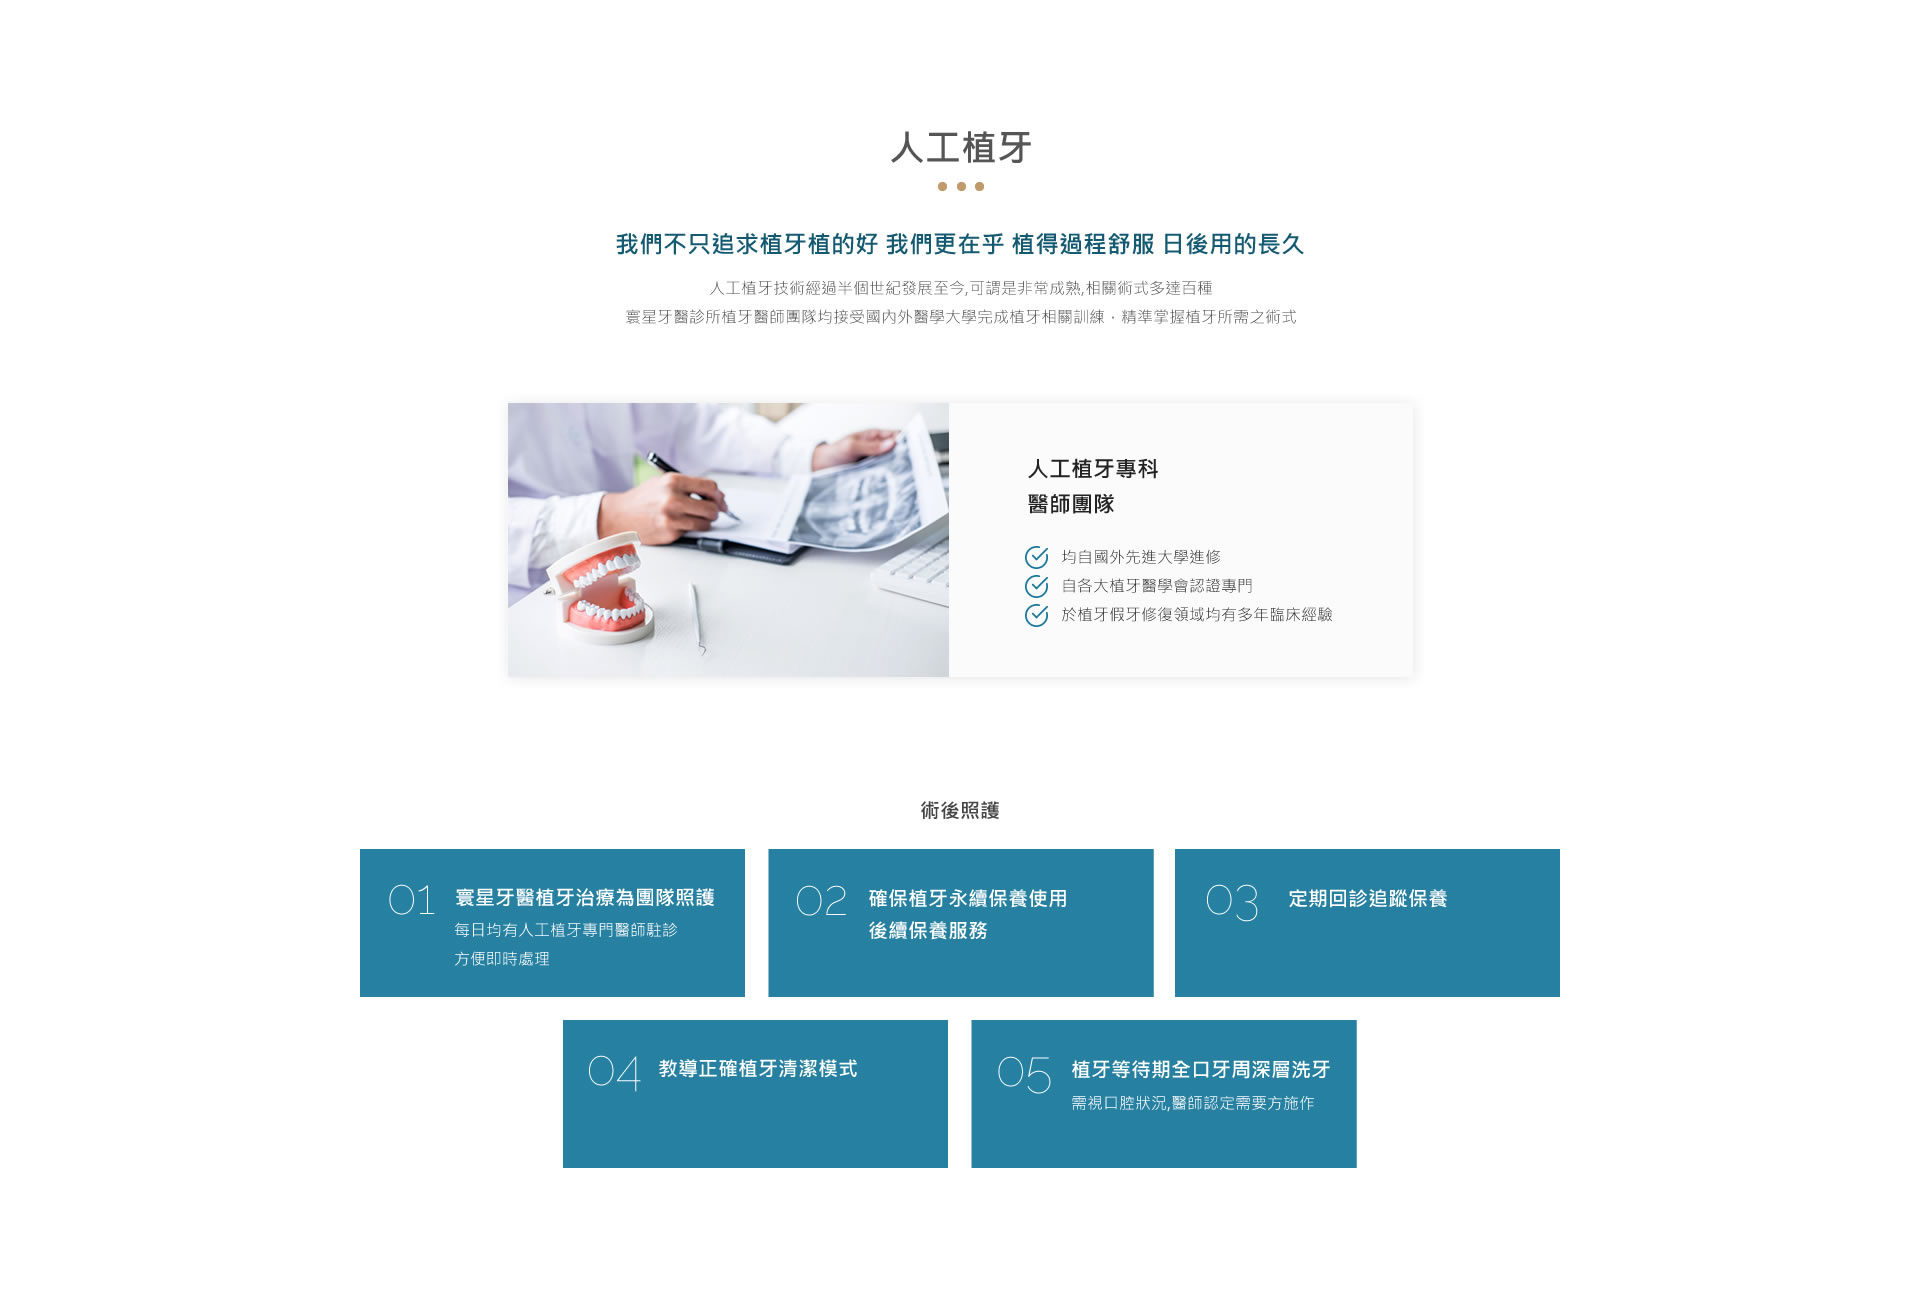 人工植牙
我們不只追求植牙植的好 我們更在乎 植得過程舒服 日後用的長久
人工植牙技術經過半個世紀發展至今,可謂是非常成熟,相關術式多達百種
寰星牙醫診所植牙醫師團隊均接受國內外醫學大學完成植牙相關訓練・精準掌握植牙所需之術式
人工植牙專科
醫師團隊
均自國外先進大學進修
自各大植牙醫學會認證專門
於植牙假牙修復領域均有多年臨床經驗
術後照護
01 寰星牙醫植牙治療為團隊照護
每日均有人工植牙專門醫師駐診
方便即時處理
02 確保植牙永續保養使用
後續保養服務
03 定期回診追蹤保養
04 教導正確植牙清潔模式
05 植牙等待期全口牙周深層洗牙
需視口腔狀況,醫師認定需要方施作